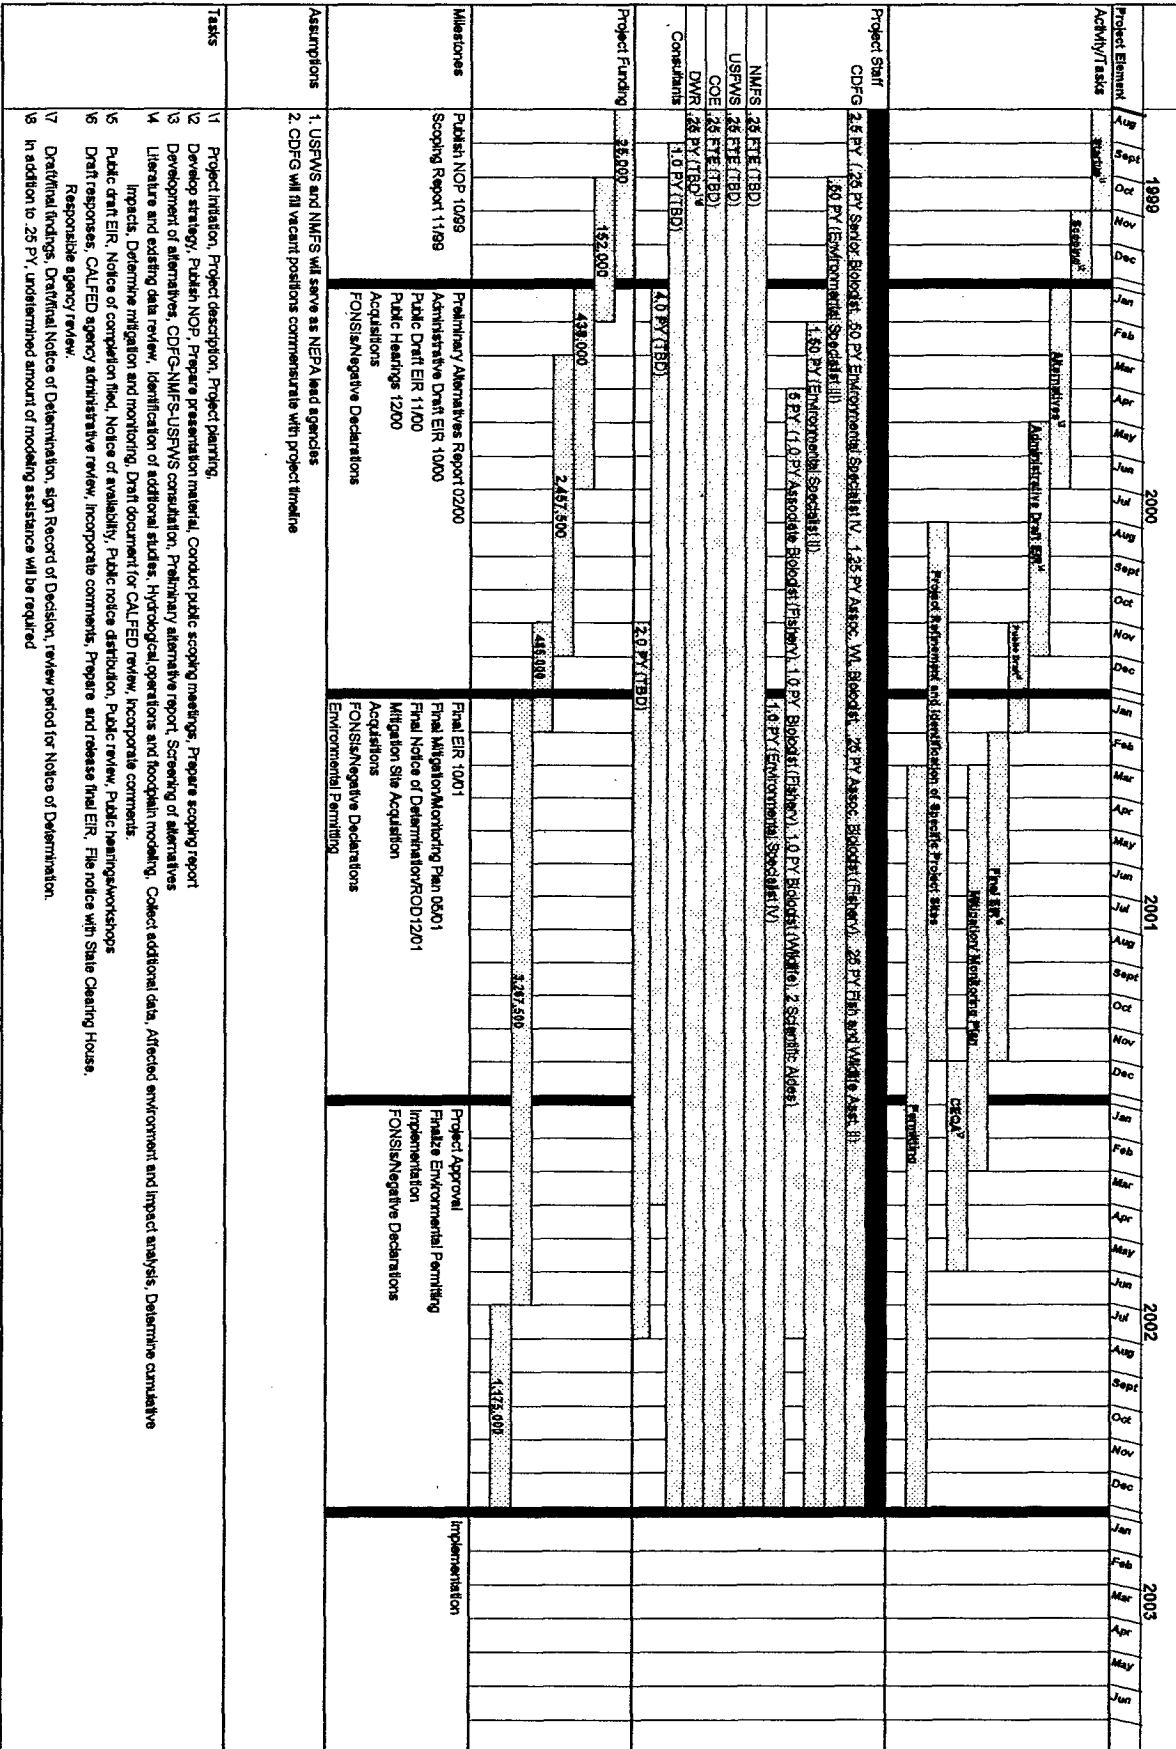 1999
2000
2001
2002
2003
Project Element
Aug
Sept
Oct
Nov
Dec
Jan
Feb
Mar
Apr
May
Jun
Jul
Aug
Sept
Oct
Nov
Dec
Jan
Feb
Mar
Apr
May
Jun
Jul
Aug
Sept
Oct
Nov
Dec
Jan
Feb
Mar
Apr
May
Jun
Jul
Aug
Sept
Oct
Nov
Dec
Jan
Feb
Mar
Apr
May
Jun
Activity/Tasks
Startup\1
Scoping\2
Alternatives\3
Administrative Draft EIR\4
Public Draft\5
Final EIR\6
Mitigation/Monitoring Plan
CEQA\7
Project Refinement and Identification of Specific Project Sites
Permitting
Project Staff
CDFG
2.5 PY (.25 PY Senior Biologist, .50 PY Environmental Specialist IV, 1.25 PY Assoc. WL Biologist, .25 PY Assoc. Biologist (Fishery), .25 PY Fish and Wildlife Asst. II)
.50 PY (Environmental Specialist III)
1.50 PY (Environmental Specialist III)
5 PY (1.0 PY Associate Biologist (Fishery), 1.0 PY Biologist (Fishery), 1.0 PY Biologist (Wildlife), 2 Scientific Aides)
1.0 PY (Environmental Specialist IV)
NMFS .25 FTE (TBD)
USFWS .25 FTE (TBD)
COE .25 FTE (TBD)
DWR .25 PY (TBD)\8
Consultants 1.0 PY (TBD)
4.0 PY (TBD)
2.0 PY (TBD)
Project Funding
25,000
152,000
438,000
2,457,500
485,000
3,267,500
1,175,000
Milestones
Publish NOP 10/99
Scoping Report 11/99
Preliminary Alternatives Report 02/00
Administrative Draft EIR 10/00
Public Draft EIR 11/00
Public Hearings 12/00
Acquisitions
FONSIs/Negative Declarations
Final EIR 10/01
Final Mitigation/Monitoring Plan 06/01
Final Notice of Determination/ROD12/01
Mitigation Site Acquisition
Acquisitions
FONSIs/Negative Declarations
Environmental Permitting
Project Approval
Finalize Environmental Permitting
Implementation
FONSIs/Negative Declarations
Implementation
Assumptions
1. USFWS and NMFS will serve as NEPA lead agencies
2. CDFG will fill vacant positions commensurate with project timeline
Tasks
\1 Project initiation, Project description, Project planning,
\2 Develop strategy, Publish NOP, Prepare presentation material, Conduct public scoping meetings, Prepare scoping report
\3 Development of alternatives, CDFG-NMFS-USFWS consultation, Preliminary alternative report, Screening of alternatives
\4 Literature and existing data review, Identification of additional studies, Hydrological,operations and floodplain modeling, Collect additional data, Affected environment and impact analysis, Determine cumulative
impacts, Determine mitigation and monitoring, Draft document for CALFED review, Incorporate comments.
\5 Public draft EIR, Notice of completion filed, Notice of availability, Public notice distribution, Public review, Public hearings/workshops
\6 Draft responses, CALFED agency administrative review, Incorporate comments, Prepare and release final EIR, File notice with State Clearing House,
Responsible agency review.
\7 Draft/final findings, Draft/final Notice of Determination, sign Record of Decision, review period for Notice of Determination.
\8 In addition to .25 PY, undetermined amount of modeling assistance will be required